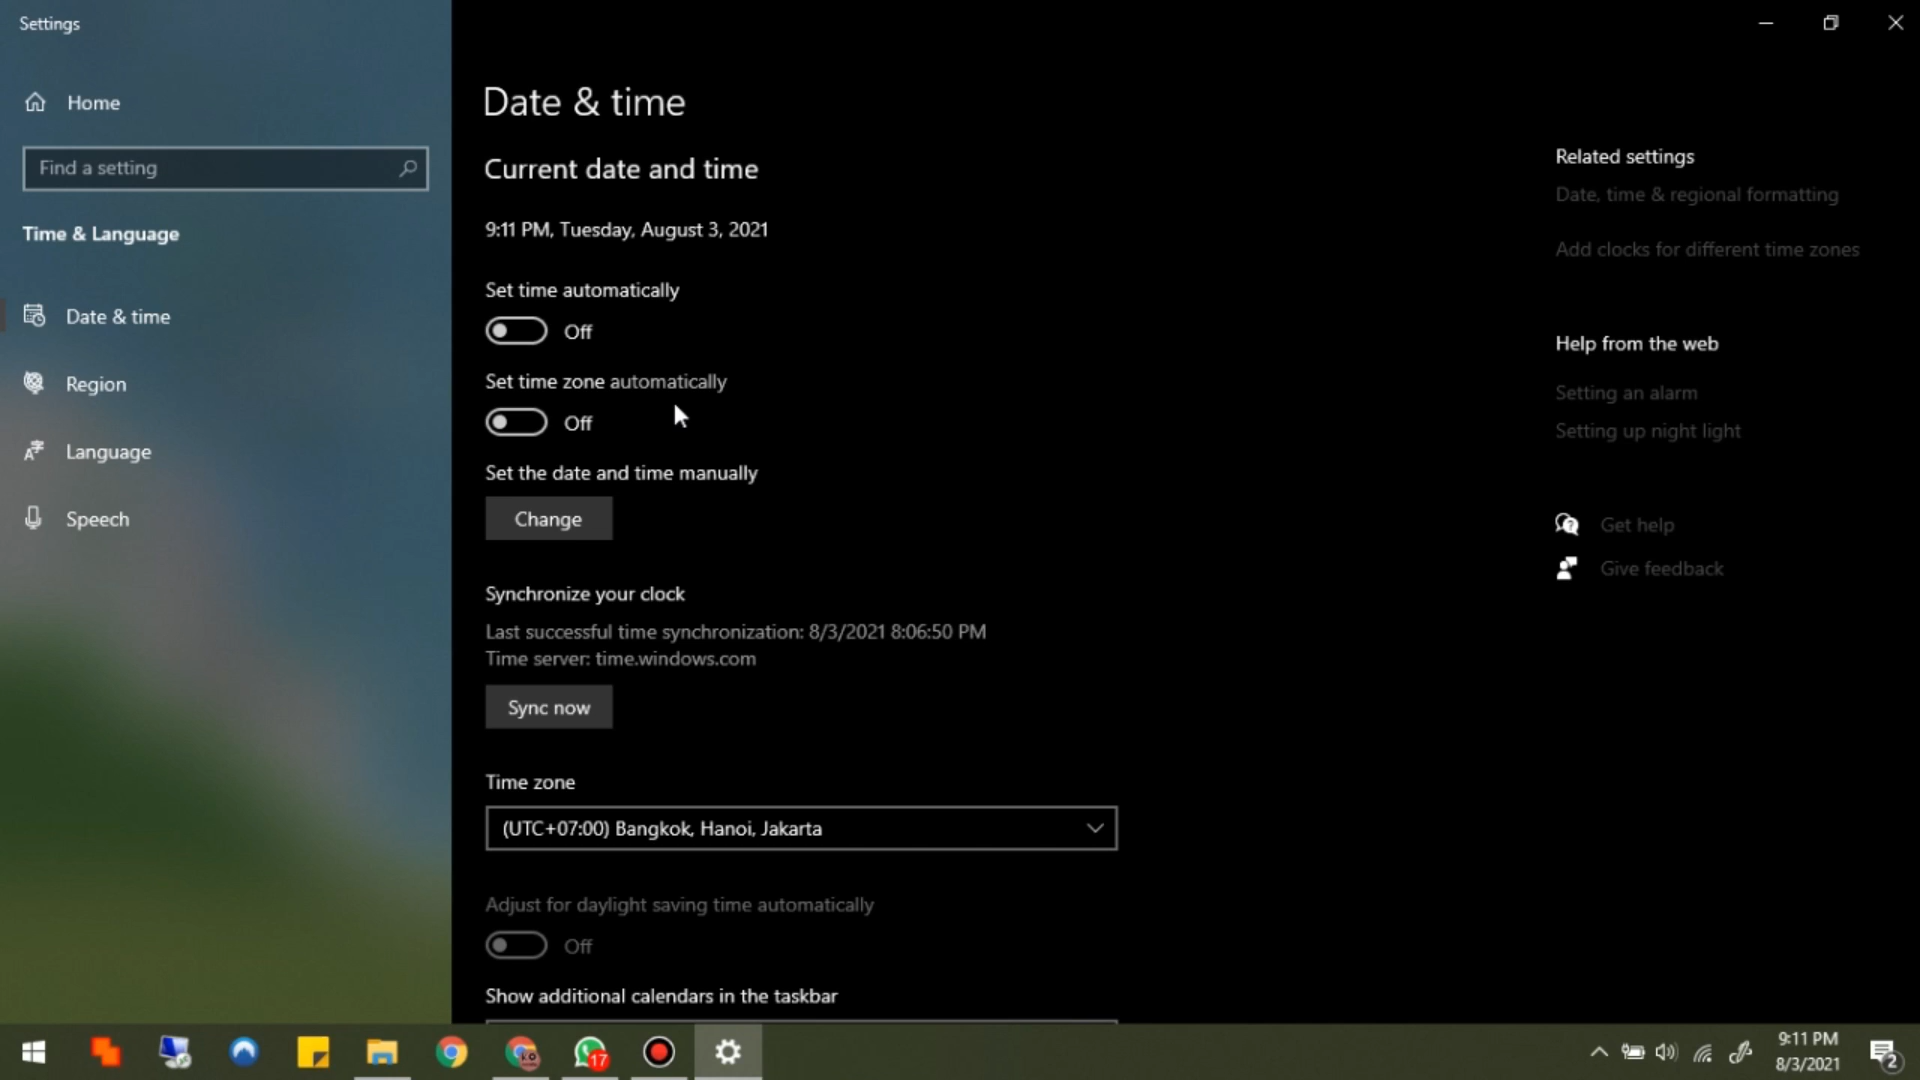 Settings
Home
Find a setting
Time & Language
Date & time
Region
Language
Speech
Date & time
Current date and time
9:11 PM, Tuesday, August 3, 2021
Set time automatically
Off
Set time zone automatically
Off
Set the date and time manually
Change
Synchronize your clock
Last successful time synchronization: 8/3/2021 8:06:50 PM
Time server: time.windows.com
Sync now
Time zone
(UTC+07:00) Bangkok, Hanoi, Jakarta
Adjust for daylight saving time automatically
Off
Show additional calendars in the taskbar
Related settings
Date, time & regional formatting
Add clocks for different time zones
Help from the web
Setting an alarm
Setting up night light
Get help
Give feedback
17
9:11 PM
8/3/2021
2